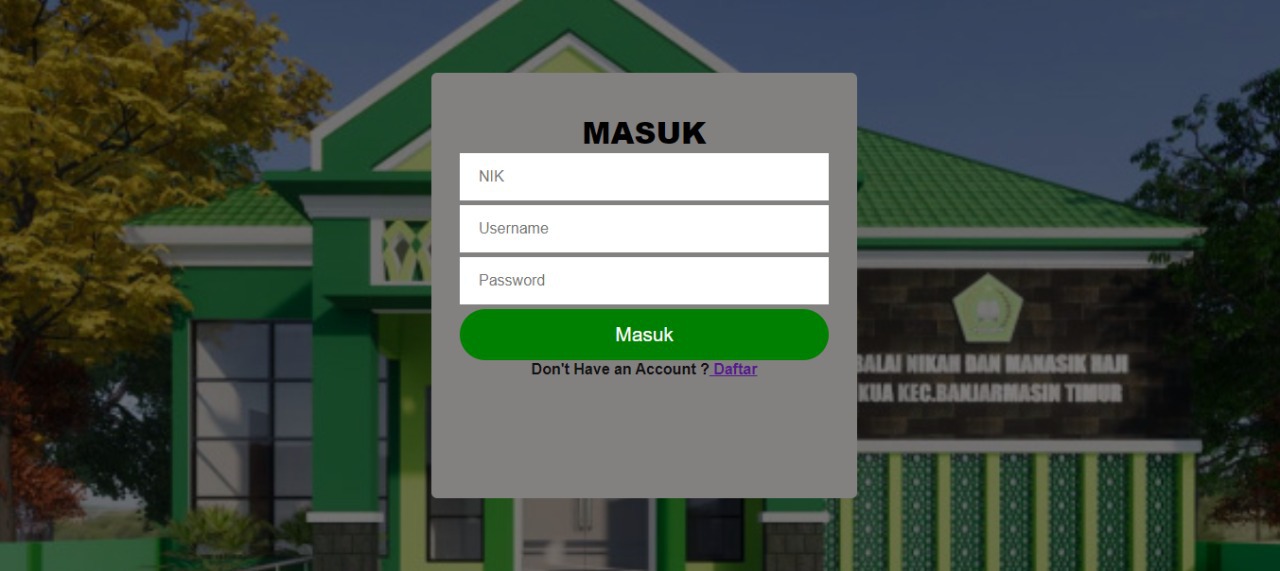 MASUK
NIK
Username
Password
Masuk
Don't Have an Account ? Daftar
BALAI NIKAH DAN MANASIK HAJI
KUA KEC.BANJARMASIN TIMUR